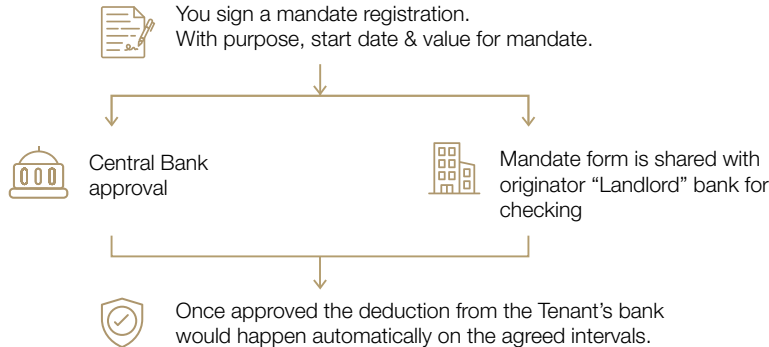 You sign a mandate registration.
With purpose, start date & value for mandate.
Central Bank
approval
Mandate form is shared with
originator “Landlord” bank for
checking
Once approved the deduction from the Tenant’s bank
would happen automatically on the agreed intervals.